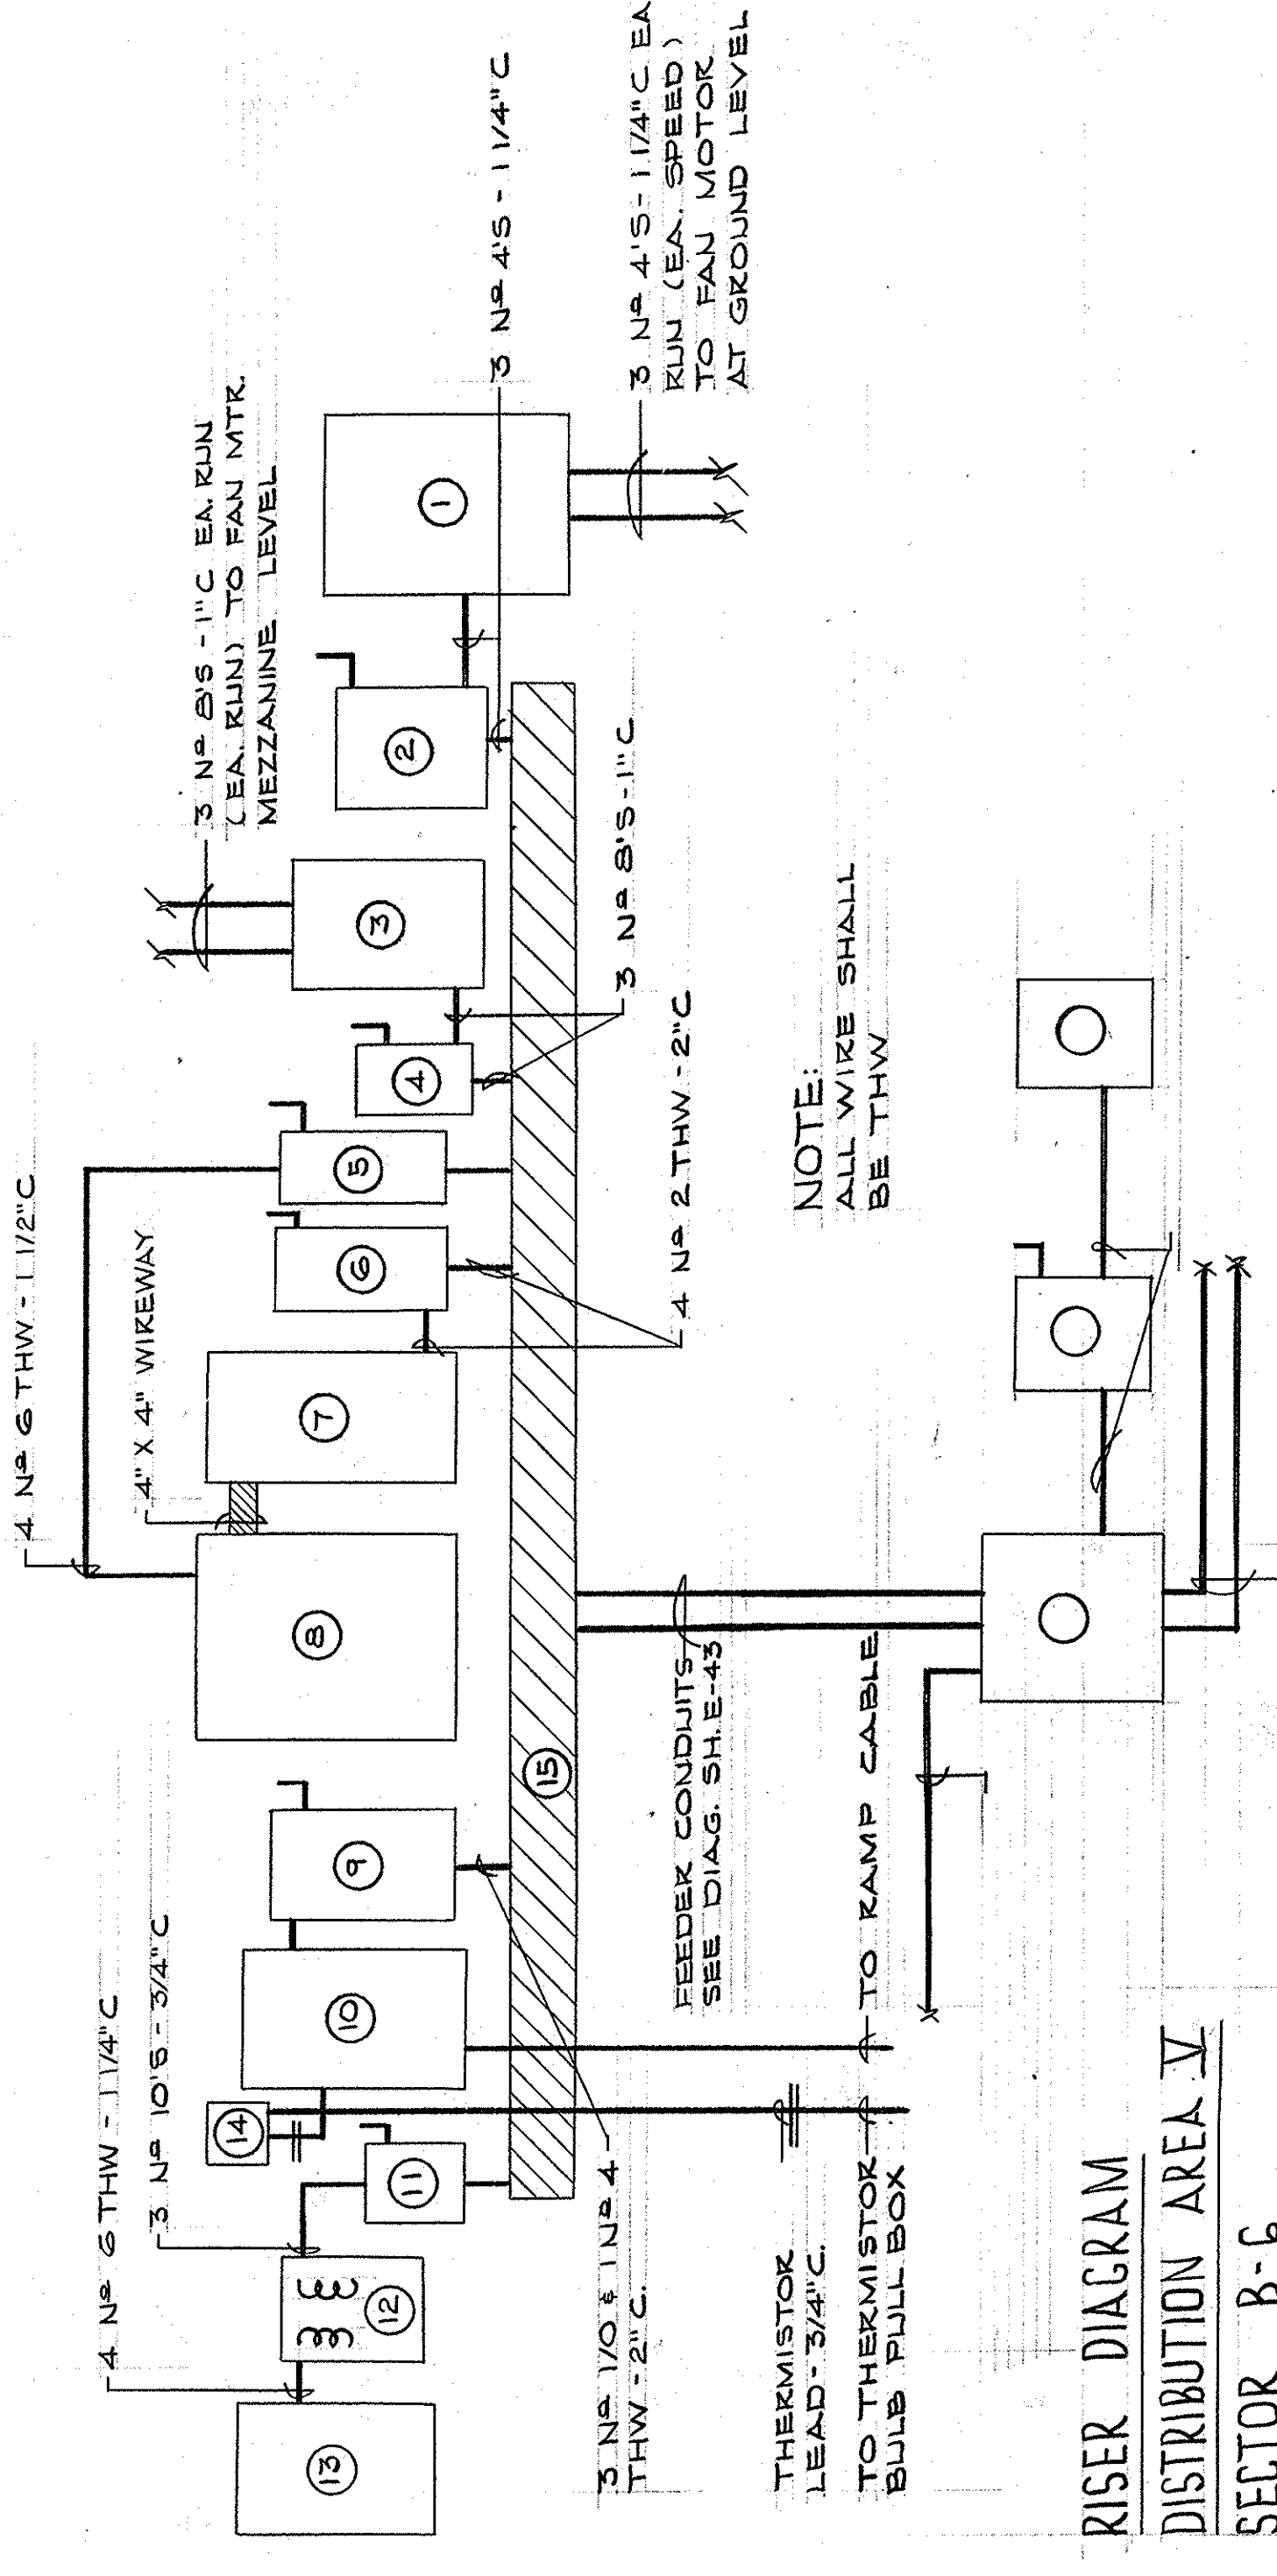 4 Nº 6 THW - 1 1/2"C
4" X 4" WIREWAY
4 Nº 6 THW - 1 1/4"C
3 Nº 10'S - 3/4"C
3 Nº 8'S - 1"C EA. RUN
(EA. RUN) TO FAN MTR.
MEZZANINE LEVEL
3 Nº 4'S - 1 1/4"C
3 Nº 4'S - 1 1/4"C EA
RUN (EA. SPEED)
TO FAN MOTOR
AT GROUND LEVEL
13
12
11
14
10
9
8
7
6
5
4
3
2
1
15
3 Nº 8'S - 1"C
4 Nº 2 THW - 2"C
3 Nº 1/0 & 1 Nº 4
THW - 2"C.
FEEDER CONDUITS
SEE DIAG. SH. E-43
THERMISTOR
LEAD - 3/4"C.
TO THERMISTOR
BULB PULL BOX
TO RAMP CABLE
NOTE:
ALL WIRE SHALL
BE THW
RISER DIAGRAM
DISTRIBUTION AREA V
SECTOR B-6